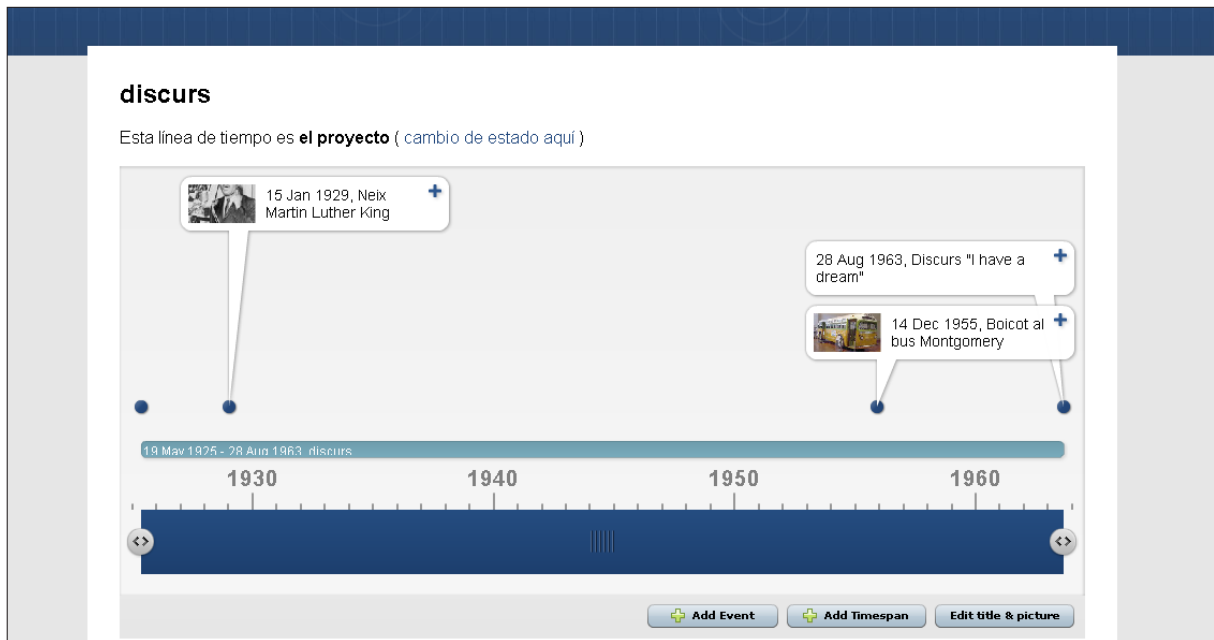 discurs
Esta línea de tiempo es el proyecto ( cambio de estado aquí )
15 Jan 1929, Neix
Martin Luther King
28 Aug 1963, Discurs "I have a
dream"
14 Dec 1955, Boicot al
bus Montgomery
19 May 1925 - 28 Aug 1963 discurs
1930 1940 1950 1960
Add Event Add Timespan Edit title & picture